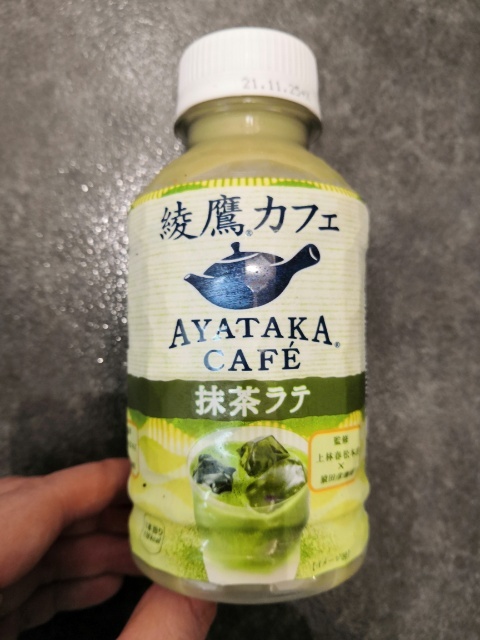 21.11.25
綾鷹®カフェ
AYATAKA®
CAFÉ
抹茶ラテ
監修
上林春松本店
×